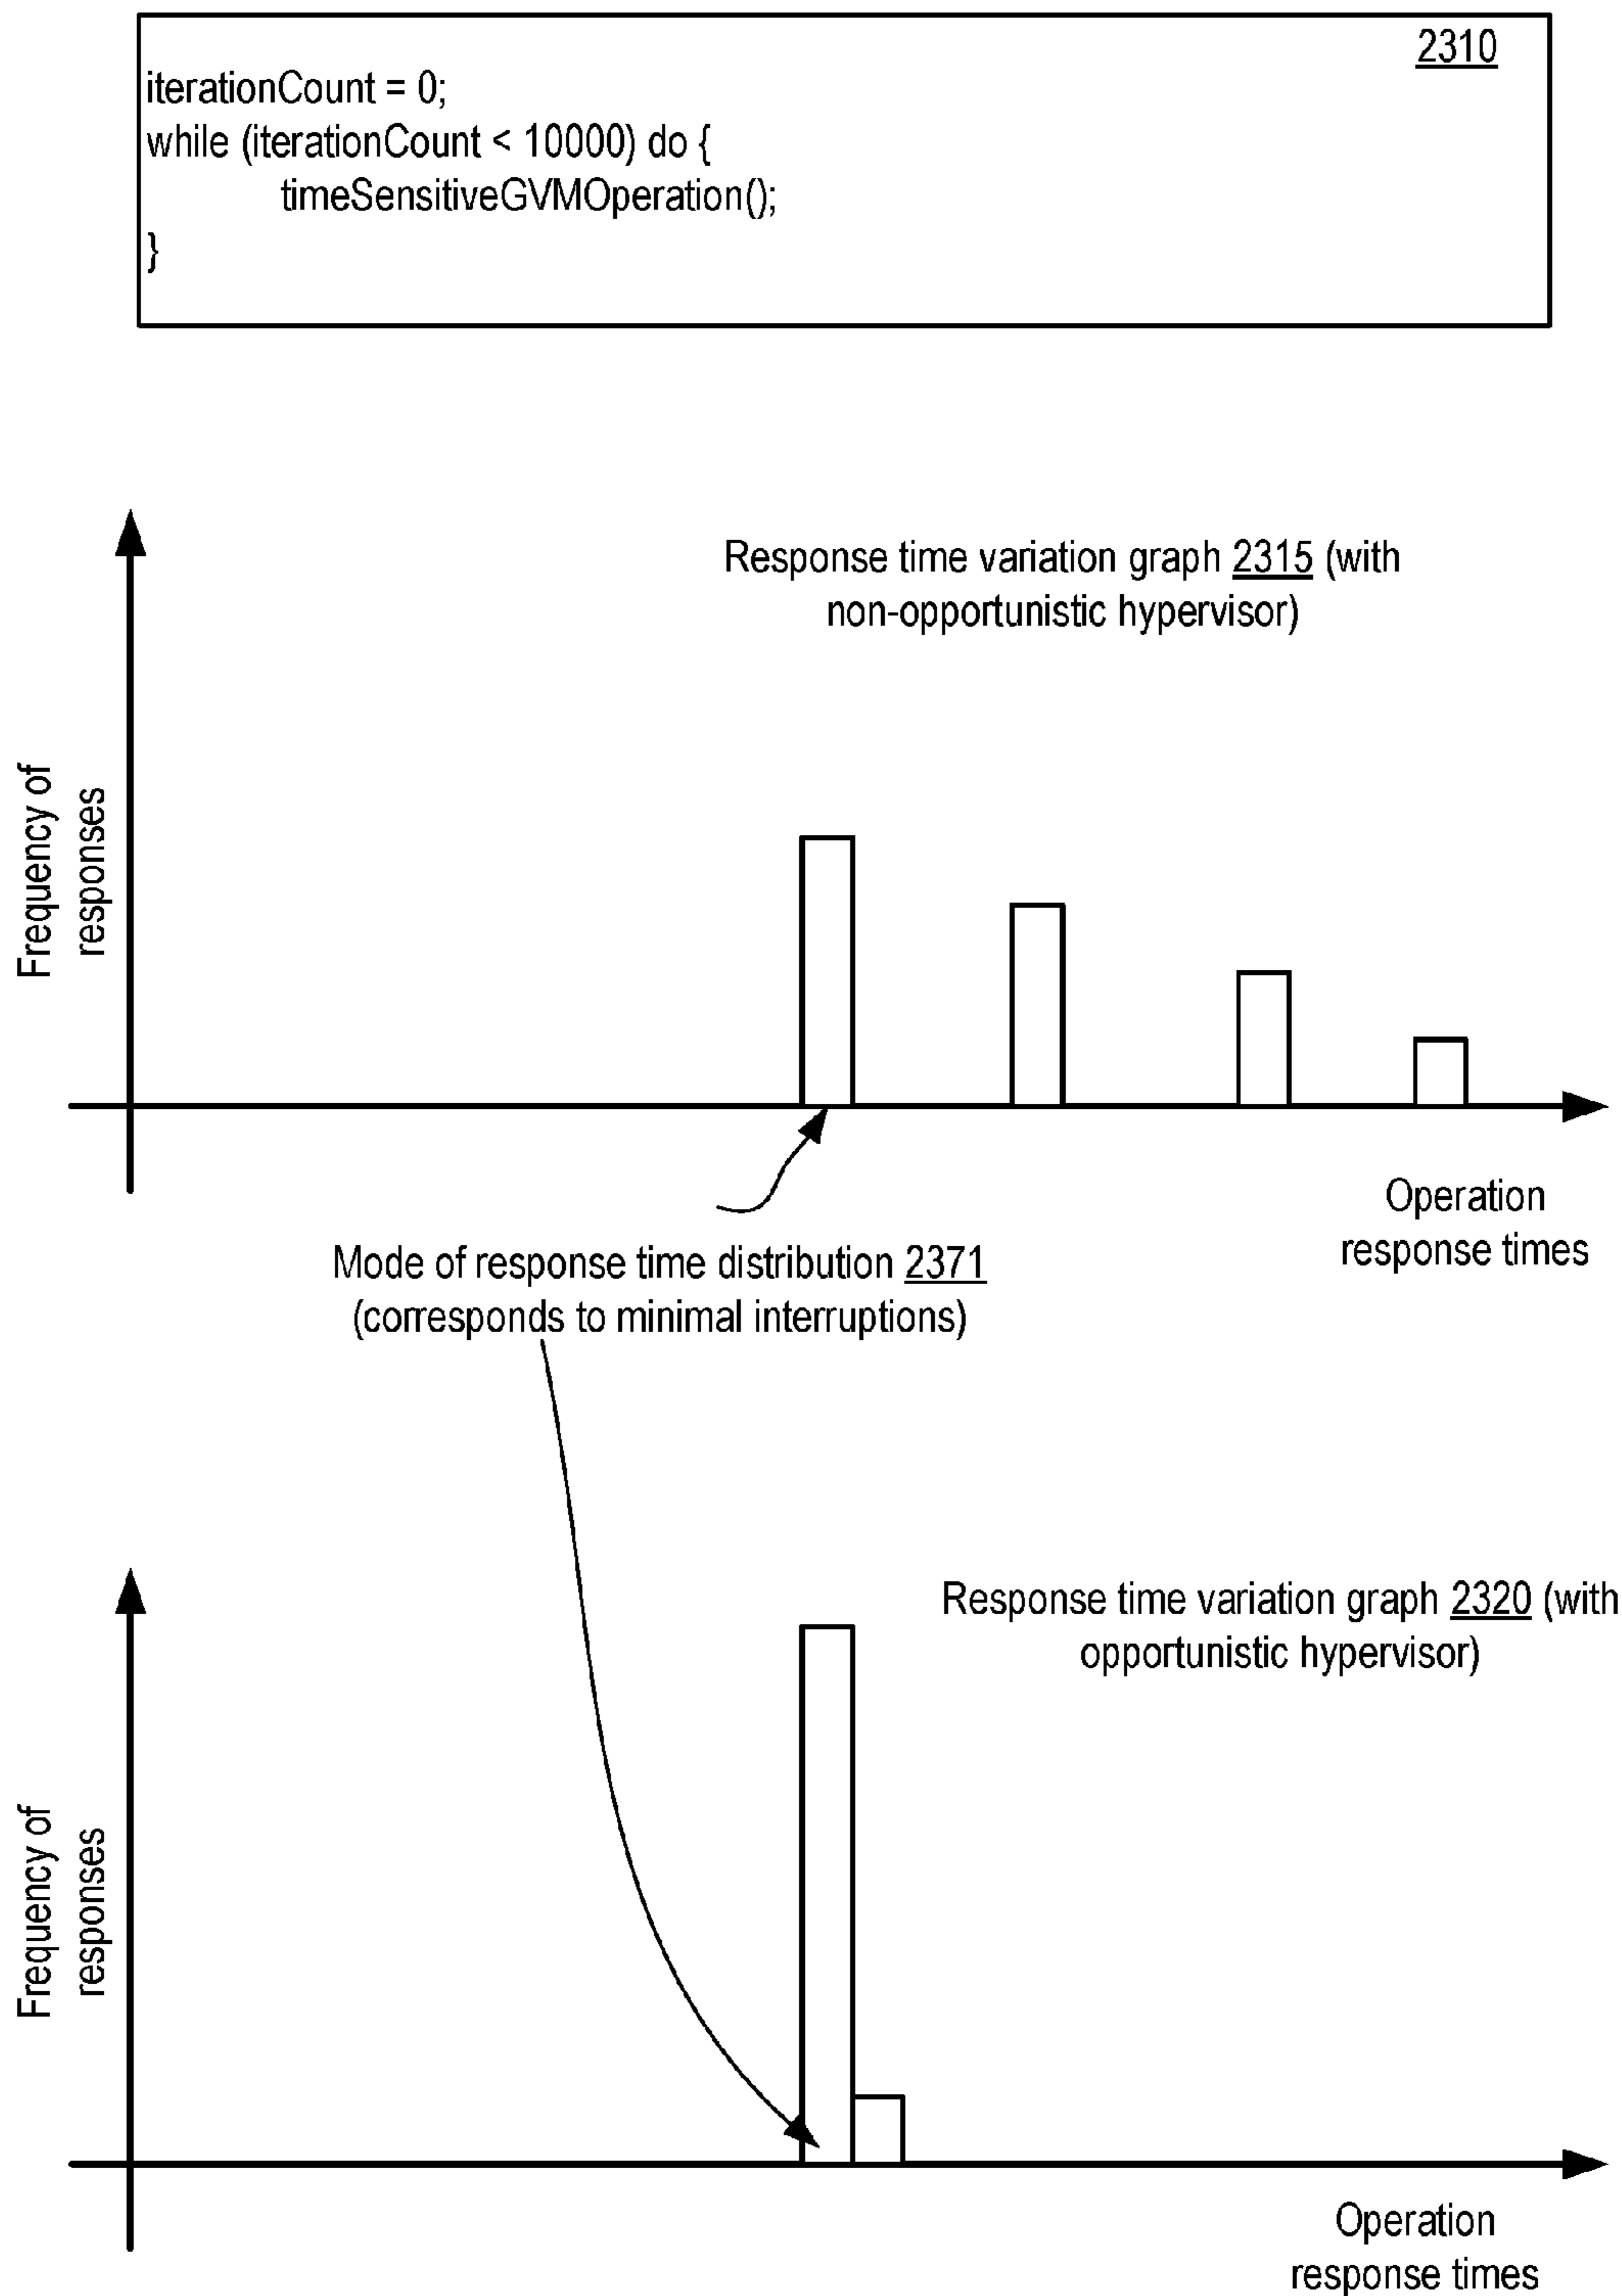 2310
iterationCount = 0;
while (iterationCount < 10000) do {
timeSensitiveGVMOperation();
}
Response time variation graph 2315 (with
non-opportunistic hypervisor)
Frequency of
responses
Operation
response times
Mode of response time distribution 2371
(corresponds to minimal interruptions)
Response time variation graph 2320 (with
opportunistic hypervisor)
Frequency of
responses
Operation
response times